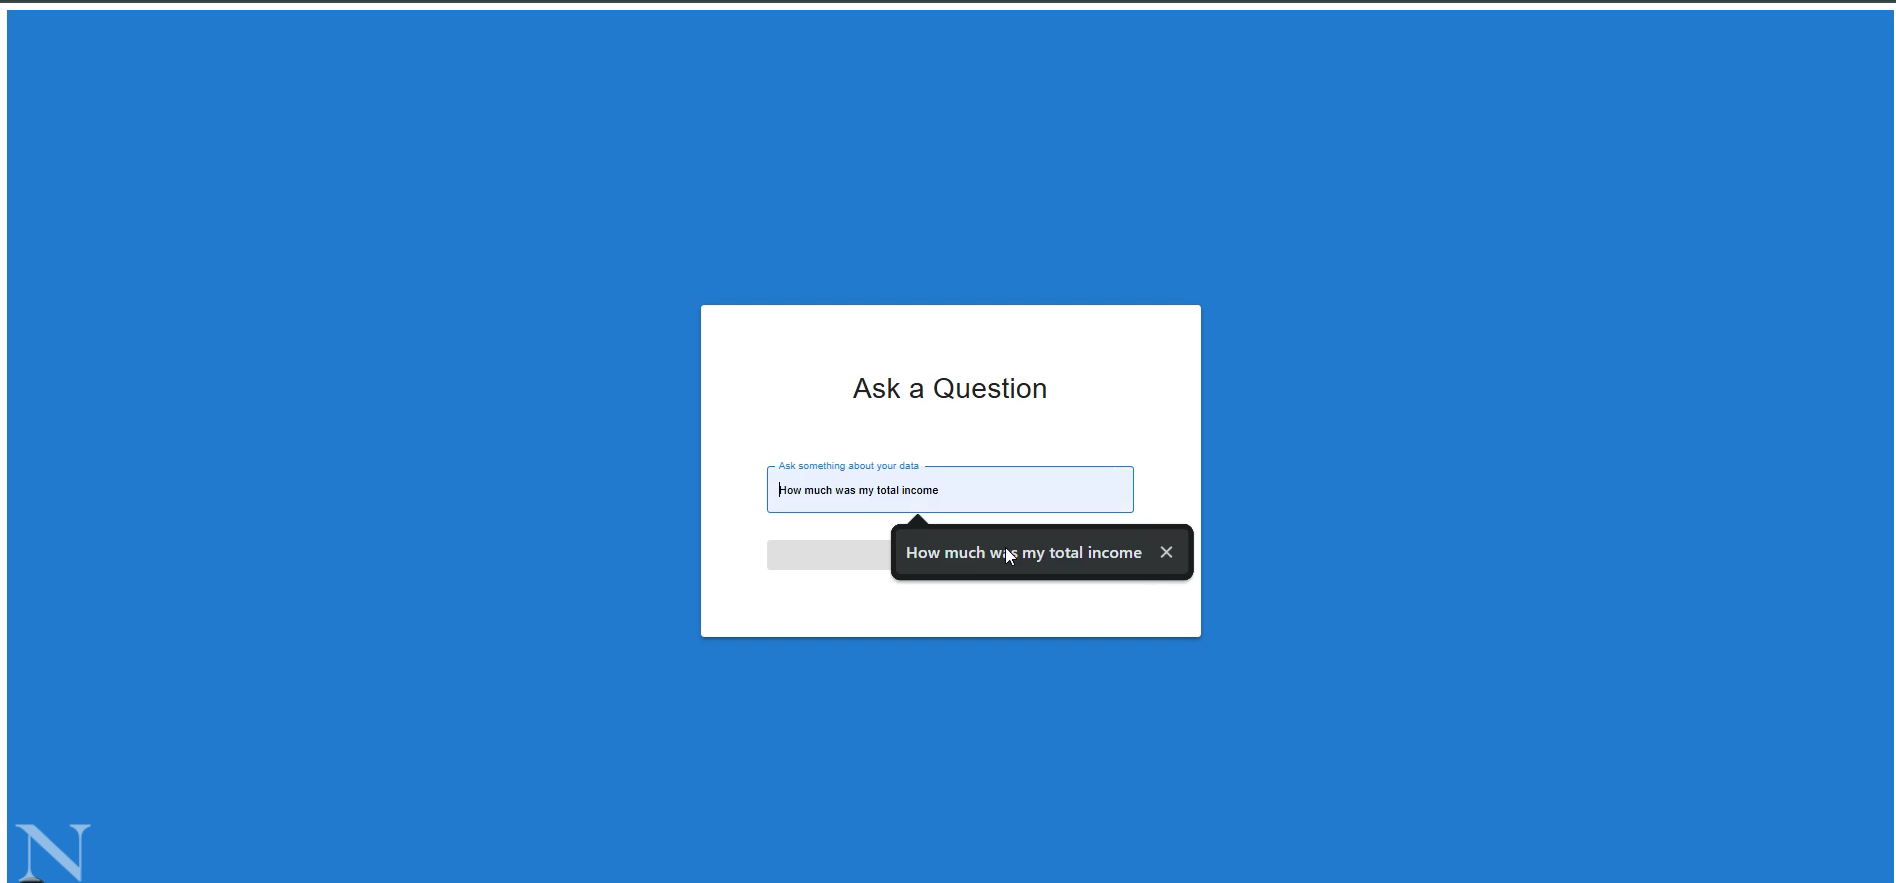 Ask a Question
Ask something about your data
How much was my total income
How much was my total income
N